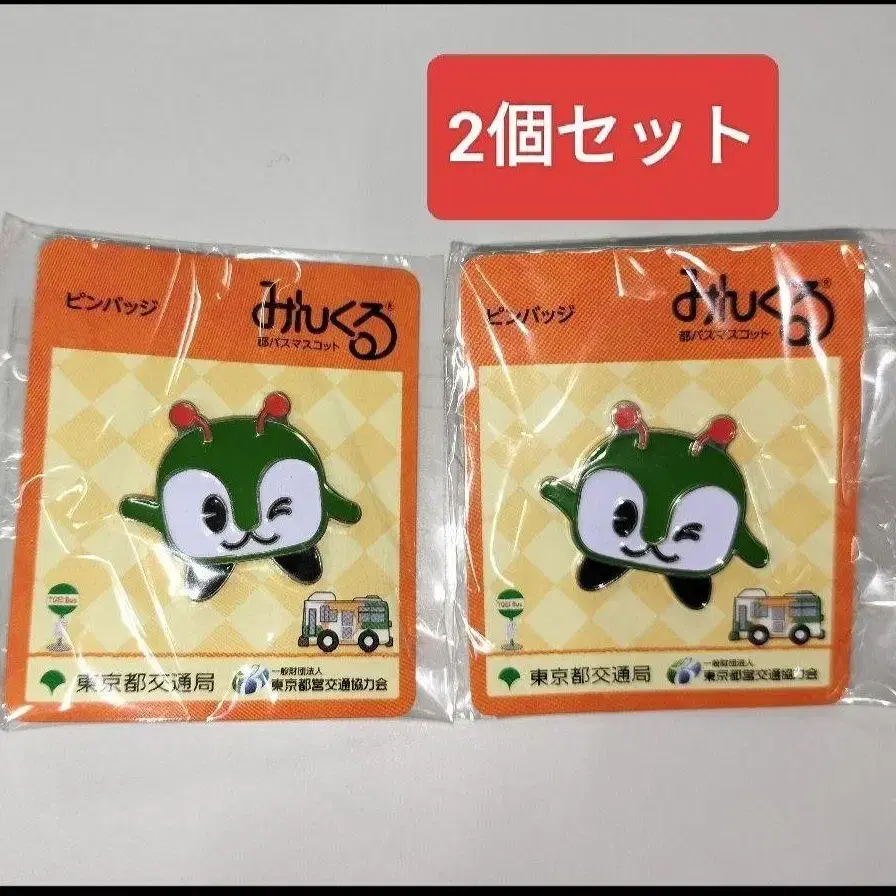 2個セット
ピンバッジ
みんくる®
都バスマスコット
TOEI Bus
東京都交通局
一般財団法人
東京都営交通協力会
ピンバッジ
みんくる®
都バスマスコット
TOEI Bus
東京都交通局
一般財団法人
東京都営交通協力会